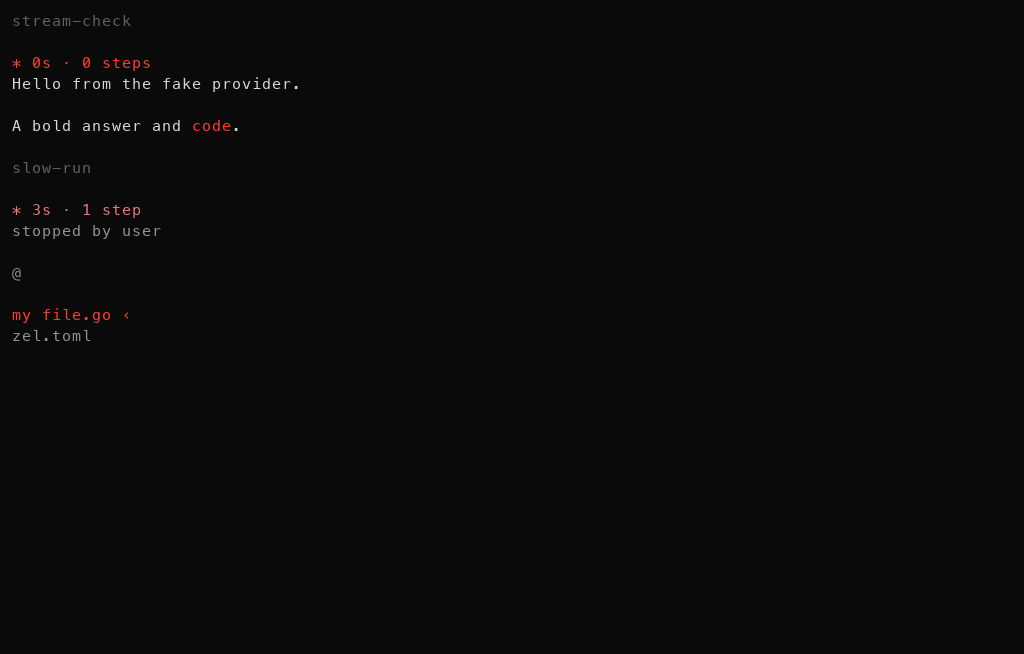 stream-check
* 0s · 0 steps
Hello from the fake provider.
A bold answer and code.
slow-run
* 3s · 1 step
stopped by user
@
my file.go ‹
zel.toml